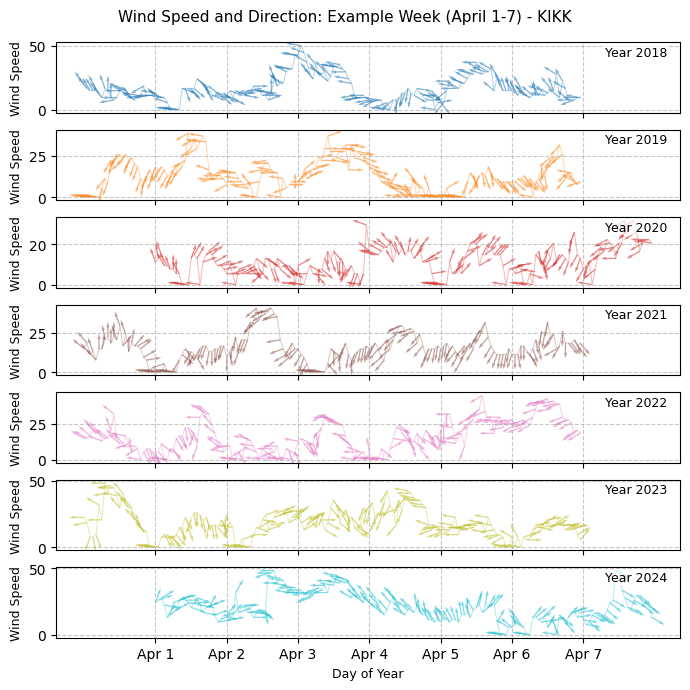 Wind Speed and Direction: Example Week (April 1-7) - KIKK
Wind Speed
50
0
Year 2018
Wind Speed
25
0
Year 2019
Wind Speed
20
0
Year 2020
Wind Speed
25
0
Year 2021
Wind Speed
25
0
Year 2022
Wind Speed
50
0
Year 2023
Wind Speed
50
0
Year 2024
Apr 1 Apr 2 Apr 3 Apr 4 Apr 5 Apr 6 Apr 7
Day of Year